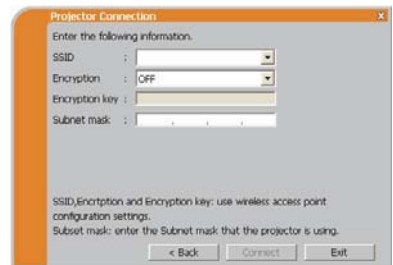 Projector Connection X
Enter the following information.
SSID :
Encryption : OFF
Encryption key :
Subnet mask : . . .
SSID,Encrtption and Encryption key: use wireless access point
configuration settings.
Subset mask: enter the Subnet mask that the projector is using.
< Back Connect Exit